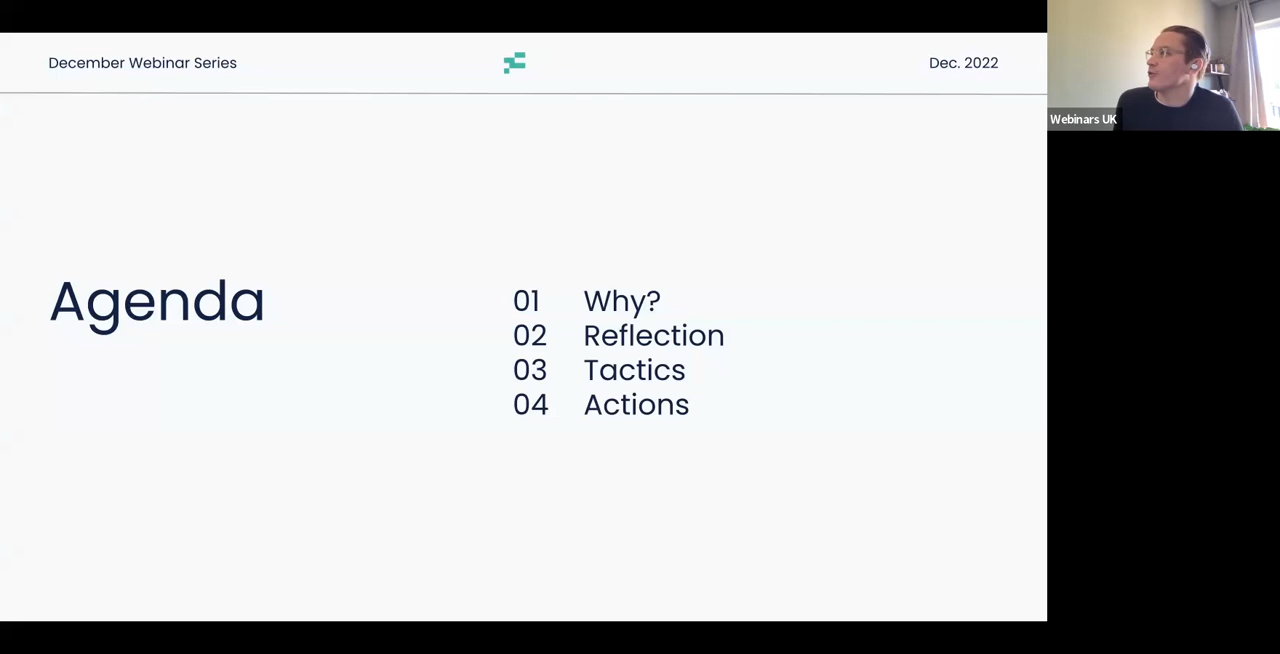 December Webinar Series
Dec. 2022
Webinars UK
Agenda
01 Why?
02 Reflection
03 Tactics
04 Actions